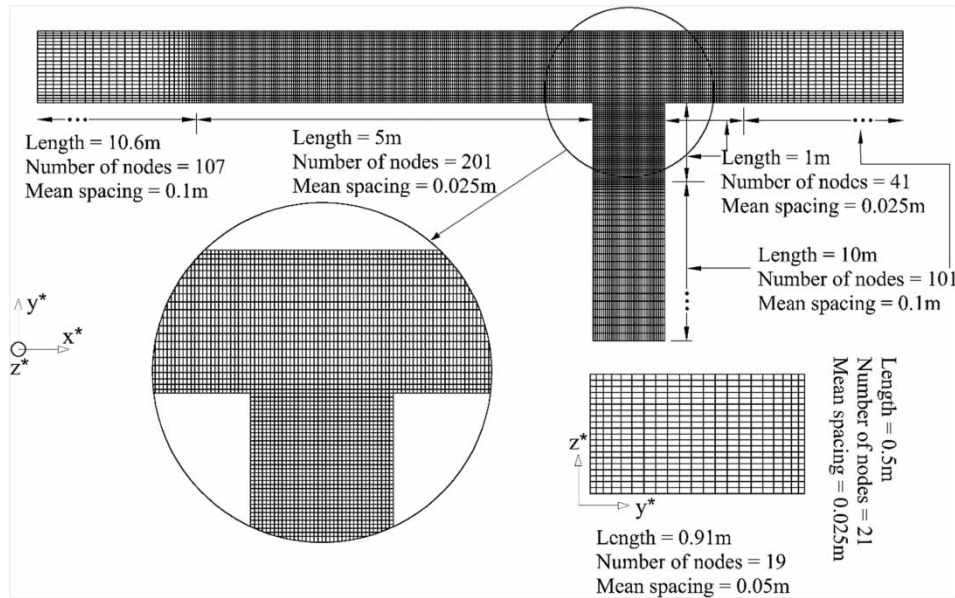 Length = 10.6m
Number of nodes = 107
Mean spacing = 0.1m
Length = 5m
Number of nodes = 201
Mean spacing = 0.025m
Length = 1m
Number of nodes = 41
Mean spacing = 0.025m
Length = 10m
Number of nodes = 101
Mean spacing = 0.1m
y*
x*
z*
z*
y*
Length = 0.5m
Number of nodes = 21
Mean spacing = 0.025m
Length = 0.91m
Number of nodes = 19
Mean spacing = 0.05m